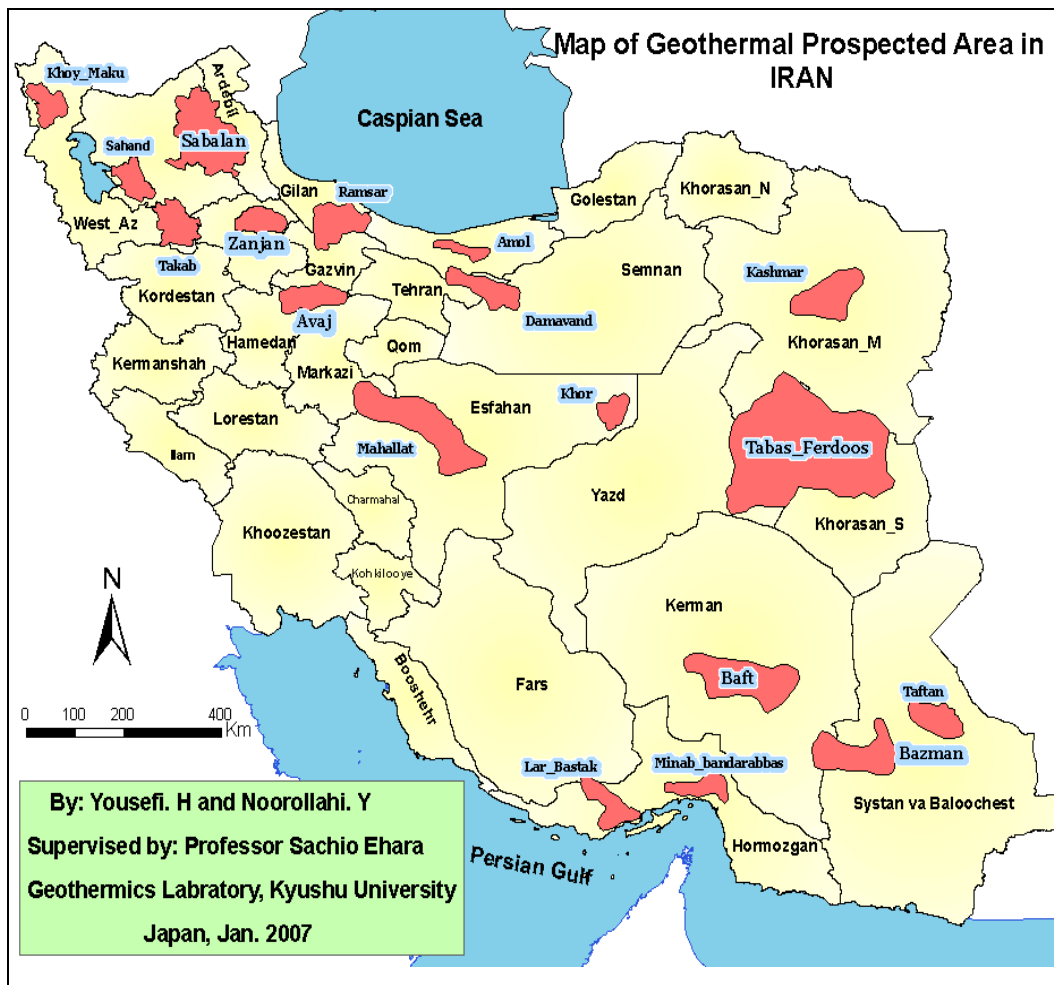 Map of Geothermal Prospected Area in
IRAN
Khoy_Maku
Ardebil
Caspian Sea
Sabalan
Sahand
Gilan
Ramsar
Golestan
Khorasan_N
West_Az
Zanjan
Amol
Takab
Gazvin
Semnan
Kashmar
Kordestan
Tehran
Avaj
Damavand
Hamedan
Qom
Khorasan_M
Kermanshah
Markazi
Khor
Esfahan
Lorestan
Mahallat
Tabas_Ferdoos
Ilam
Yazd
Charmahal
Khorasan_S
Khoozestan
Kohkilooye
N
Kerman
Booshehr
Fars
Baft
Taftan
0 100 200 400
Km
Lar_Bastak
Minab_bandarabbas
Bazman
Systan va Baloochest
Hormozgan
Persian Gulf
By: Yousefi. H and Noorollahi. Y
Supervised by: Professor Sachio Ehara
Geothermics Labratory, Kyushu University
Japan, Jan. 2007